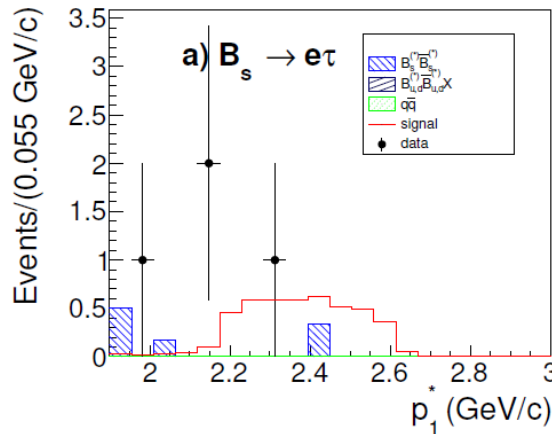 Events/(0.055 GeV/c)
3.5
3
2.5
2
1.5
1
0.5
0
a) B_s → eτ
B_s^(*) B̅_s^(*)
B_u,d^(*) B̅_u,d^(*) X
qq̅
signal
data
2 2.2 2.4 2.6 2.8 3
p_1^* (GeV/c)